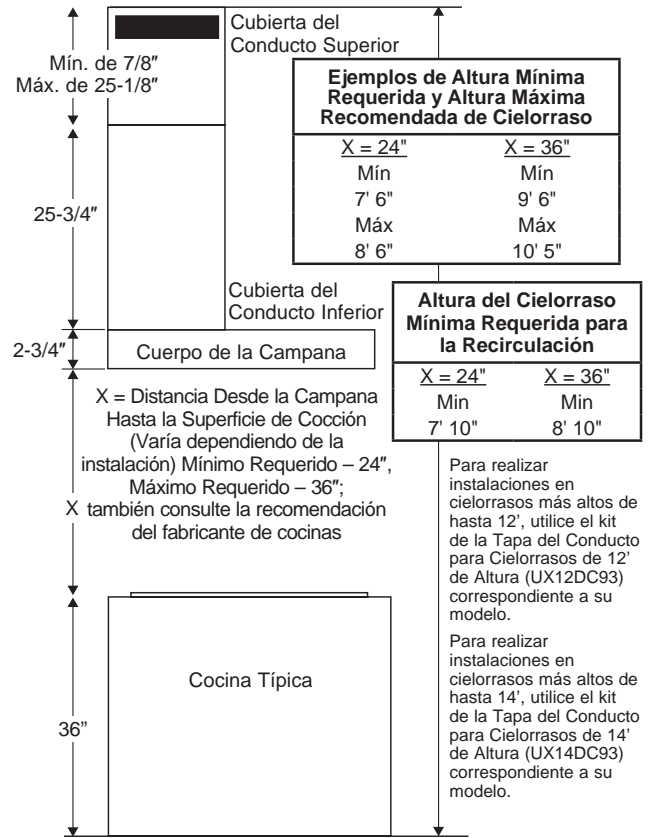 Cubierta del
Conducto Superior
Mín. de 7/8″
Máx. de 25-1/8″
Ejemplos de Altura Mínima
Requerida y Altura Máxima
Recomendada de Cielorraso
X = 24" X = 36"
Mín Mín
7' 6" 9' 6"
Máx Máx
8' 6" 10' 5"
25-3/4″
Cubierta del
Conducto Inferior
2-3/4″
Cuerpo de la Campana
Altura del Cielorraso
Mínima Requerida para
la Recirculación
X = 24" X = 36"
Min Min
7' 10" 8' 10"
X = Distancia Desde la Campana
Hasta la Superficie de Cocción
(Varía dependiendo de la
instalación) Mínimo Requerido – 24″,
Máximo Requerido – 36″;
X también consulte la recomendación
del fabricante de cocinas
Para realizar
instalaciones en
cielorrasos más altos de
hasta 12', utilice el kit
de la Tapa del Conducto
para Cielorrasos de 12'
de Altura (UX12DC93)
correspondiente a su
modelo.
Para realizar
instalaciones en
cielorrasos más altos de
hasta 14', utilice el kit
de la Tapa del Conducto
para Cielorrasos de 14'
de Altura (UX14DC93)
correspondiente a su
modelo.
Cocina Típica
36”